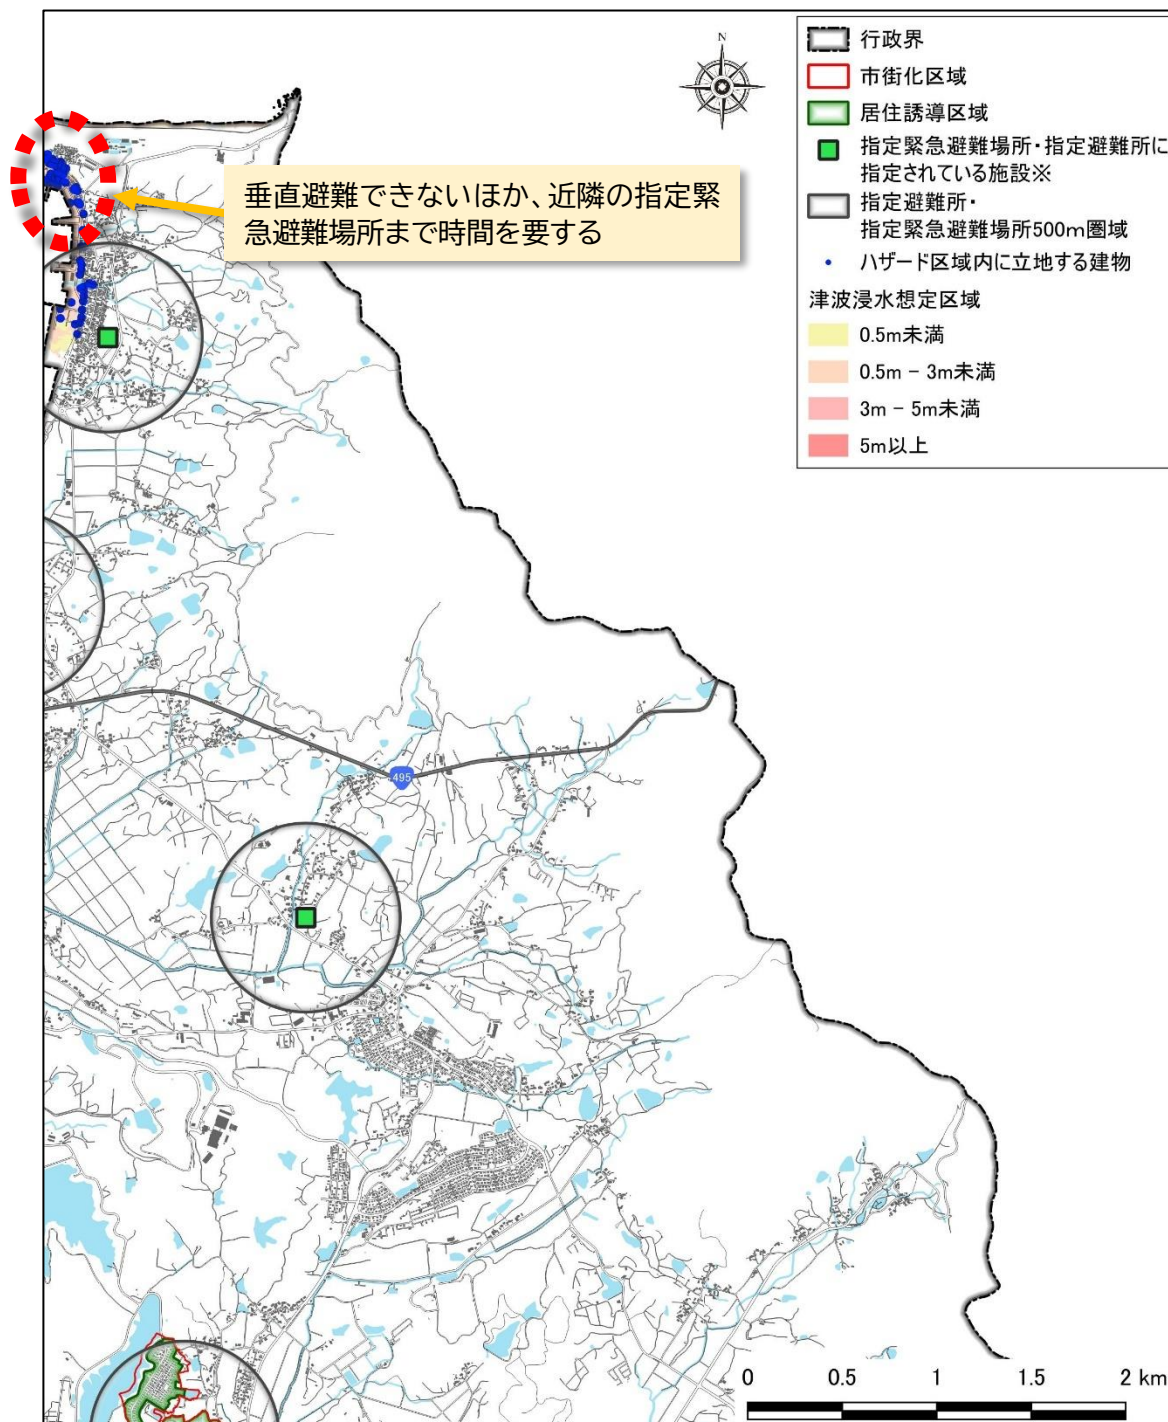 N
行政界
市街化区域
居住誘導区域
指定緊急避難場所・指定避難所に
指定されている施設※
指定避難所・
指定緊急避難場所500m圏域
ハザード区域内に立地する建物
津波浸水想定区域
0.5m未満
0.5m － 3m未満
3m － 5m未満
5m以上
垂直避難できないほか、近隣の指定緊
急避難場所まで時間を要する
495
0 0.5 1 1.5 2 km